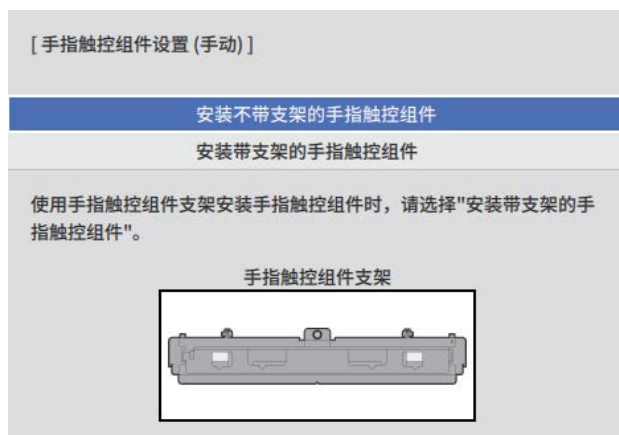 [ 手指触控组件设置 (手动) ]
安装不带支架的手指触控组件
安装带支架的手指触控组件
使用手指触控组件支架安装手指触控组件时，请选择"安装带支架的手
指触控组件"。
手指触控组件支架